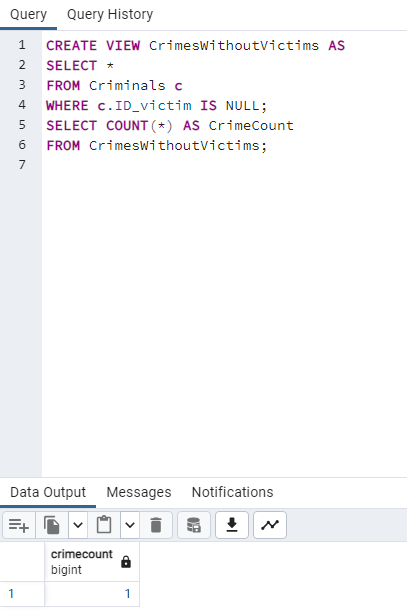 Query Query History
1 CREATE VIEW CrimesWithoutVictims AS
2 SELECT *
3 FROM Criminals c
4 WHERE c.ID_victim IS NULL;
5 SELECT COUNT(*) AS CrimeCount
6 FROM CrimesWithoutVictims;
7
Data Output Messages Notifications
crimecount
bigint
1 1